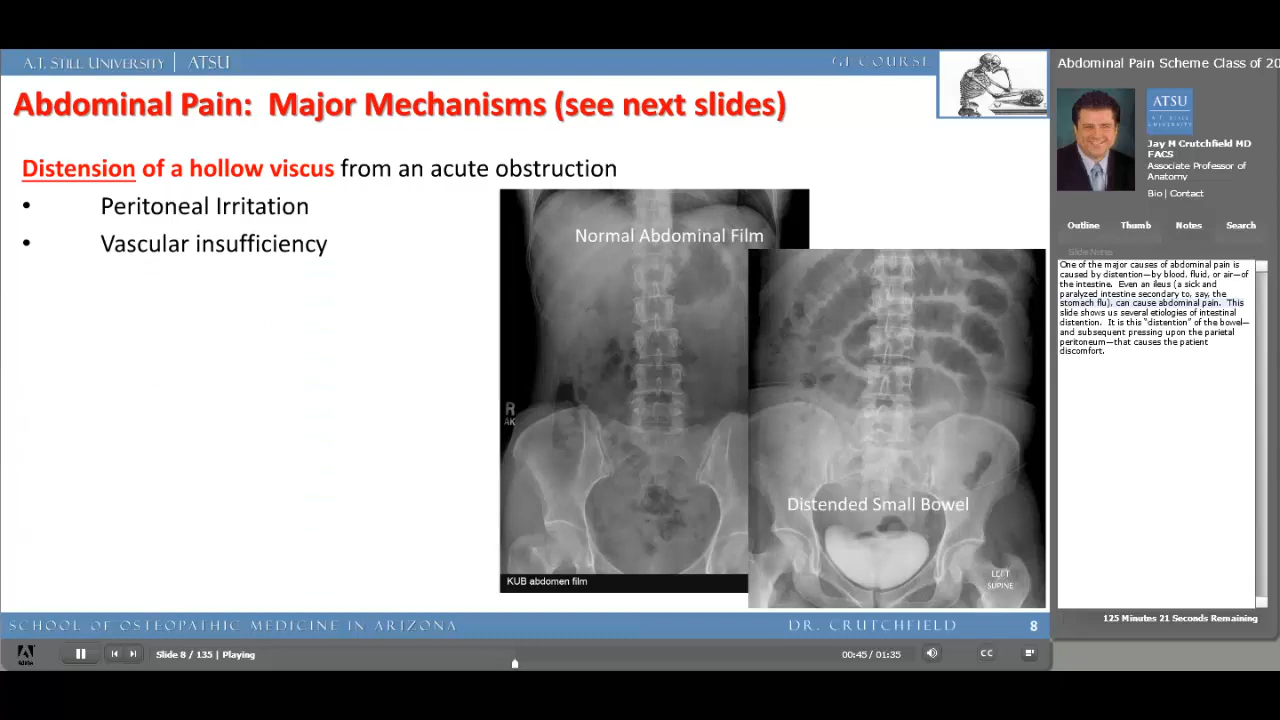 A.T. STILL UNIVERSITY | ATSU
GI COURSE
Abdominal Pain: Major Mechanisms (see next slides)
Distension of a hollow viscus from an acute obstruction
• Peritoneal Irritation
• Vascular insufficiency
Normal Abdominal Film
R
AK
KUB abdomen film
Distended Small Bowel
LEFT
SUPINE
SCHOOL OF OSTEOPATHIC MEDICINE IN ARIZONA
DR. CRUTCHFIELD
8
Slide 8 / 135 | Playing
00:45 / 01:35
CC
Abdominal Pain Scheme Class of 20
ATSU
A.T. STILL
UNIVERSITY
Jay M Crutchfield MD
FACS
Associate Professor of
Anatomy
Bio | Contact
Outline
Thumb
Notes
Search
Slide Notes
One of the major causes of abdominal pain is
caused by distention—by blood, fluid, or air—of
the intestine. Even an ileus (a sick and
paralyzed intestine secondary to, say, the
stomach flu), can cause abdominal pain. This
slide shows us several etiologies of intestinal
distention. It is this "distention" of the bowel—
and subsequent pressing upon the parietal
peritoneum—that causes the patient
discomfort.
125 Minutes 21 Seconds Remaining